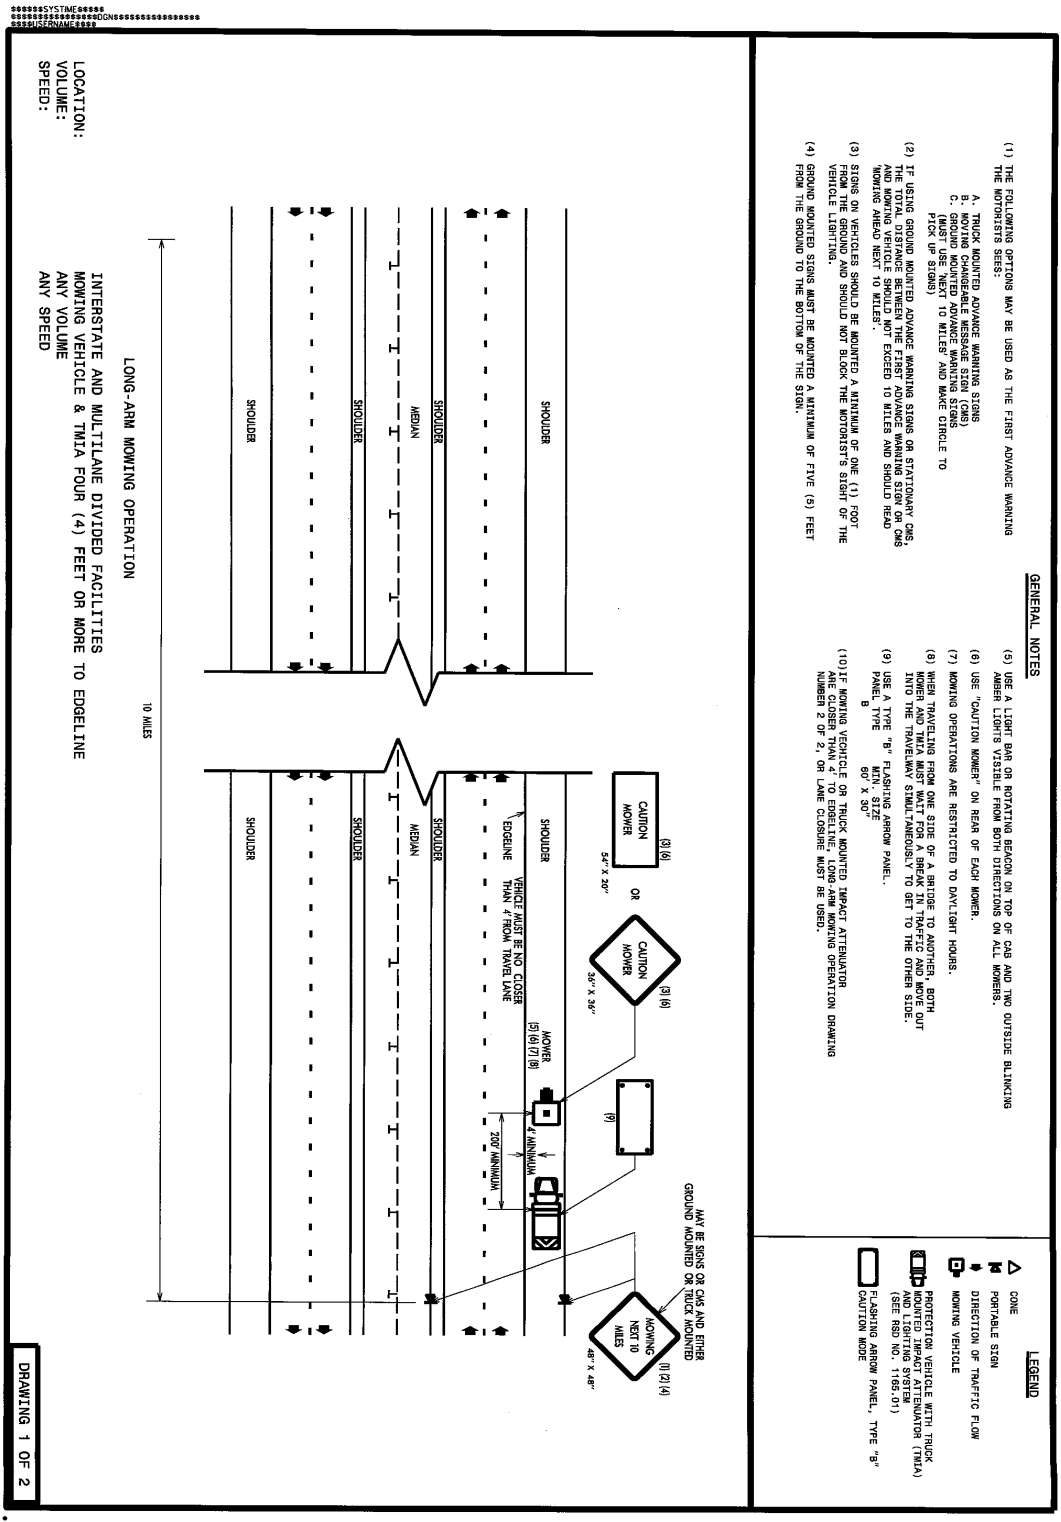 $$$$$$SYSTIME$$$$$
$$$$$$$$$$$$$$$$$DGN$$$$$$$$$$$$$$$$$
$$$$USERNAME$$$$
GENERAL NOTES
(1) THE FOLLOWING OPTIONS MAY BE USED AS THE FIRST ADVANCE WARNING
THE MOTORISTS SEES:
A. TRUCK MOUNTED ADVANCE WARNING SIGNS
B. MOVING CHANGEABLE MESSAGE SIGN (CMS)
C. GROUND MOUNTED ADVANCE WARNING SIGNS
(MUST USE 'NEXT 10 MILES' AND MAKE CIRCLE TO
PICK UP SIGNS)
(2) IF USING GROUND MOUNTED ADVANCE WARNING SIGNS OR STATIONARY CMS,
THE TOTAL DISTANCE BETWEEN THE FIRST ADVANCE WARNING SIGN OR CMS
AND MOWING VEHICLE SHOULD NOT EXCEED 10 MILES AND SHOULD READ
'MOWING AHEAD NEXT 10 MILES'.
(3) SIGNS ON VEHICLES SHOULD BE MOUNTED A MINIMUM OF ONE (1) FOOT
FROM THE GROUND AND SHOULD NOT BLOCK THE MOTORIST'S SIGHT OF THE
VEHICLE LIGHTING.
(4) GROUND MOUNTED SIGNS MUST BE MOUNTED A MINIMUM OF FIVE (5) FEET
FROM THE GROUND TO THE BOTTOM OF THE SIGN.
(5) USE A LIGHT BAR OR ROTATING BEACON ON TOP OF CAB AND TWO OUTSIDE BLINKING
AMBER LIGHTS VISIBLE FROM BOTH DIRECTIONS ON ALL MOWERS.
(6) USE "CAUTION MOWER" ON REAR OF EACH MOWER.
(7) MOWING OPERATIONS ARE RESTRICTED TO DAYLIGHT HOURS.
(8) WHEN TRAVELING FROM ONE SIDE OF A BRIDGE TO ANOTHER, BOTH
MOWER AND TMIA MUST WAIT FOR A BREAK IN TRAFFIC AND MOVE OUT
INTO THE TRAVELWAY SIMULTANEOUSLY TO GET TO THE OTHER SIDE.
(9) USE A TYPE "B" FLASHING ARROW PANEL.
PANEL TYPE MIN. SIZE
B 60" X 30"
(10)IF MOWING VECHICLE OR TRUCK MOUNTED IMPACT ATTENUATOR
ARE CLOSER THAN 4' TO EDGELINE, LONG-ARM MOWING OPERATION DRAWING
NUMBER 2 OF 2, OR LANE CLOSURE MUST BE USED.
LEGEND
CONE
PORTABLE SIGN
DIRECTION OF TRAFFIC FLOW
MOWING VEHICLE
PROTECTION VEHICLE WITH TRUCK
MOUNTED IMPACT ATTENUATOR (TMIA)
AND LIGHTING SYSTEM
(SEE RSD NO. 1165.01)
FLASHING ARROW PANEL, TYPE "B"
CAUTION MODE
MAY BE SIGNS OR CMS AND EITHER
GROUND MOUNTED OR TRUCK MOUNTED
(3) (6)
CAUTION
MOWER
54" X 20"
OR
(3) (6)
CAUTION
MOWER
36" X 36"
(9)
(1) (2) (4)
MOWING
NEXT 10
MILES
48" X 48"
SHOULDER
SHOULDER
MOWER
(5) (6) (7) (8)
4' MINIMUM
EDGELINE
VEHICLE MUST BE NO CLOSER
THAN 4' FROM TRAVEL LANE
200' MINIMUM
SHOULDER
SHOULDER
MEDIAN
MEDIAN
SHOULDER
SHOULDER
SHOULDER
SHOULDER
10 MILES
LONG-ARM MOWING OPERATION
INTERSTATE AND MULTILANE DIVIDED FACILITIES
MOWING VEHICLE & TMIA FOUR (4) FEET OR MORE TO EDGELINE
ANY VOLUME
ANY SPEED
LOCATION:
VOLUME:
SPEED:
DRAWING 1 OF 2